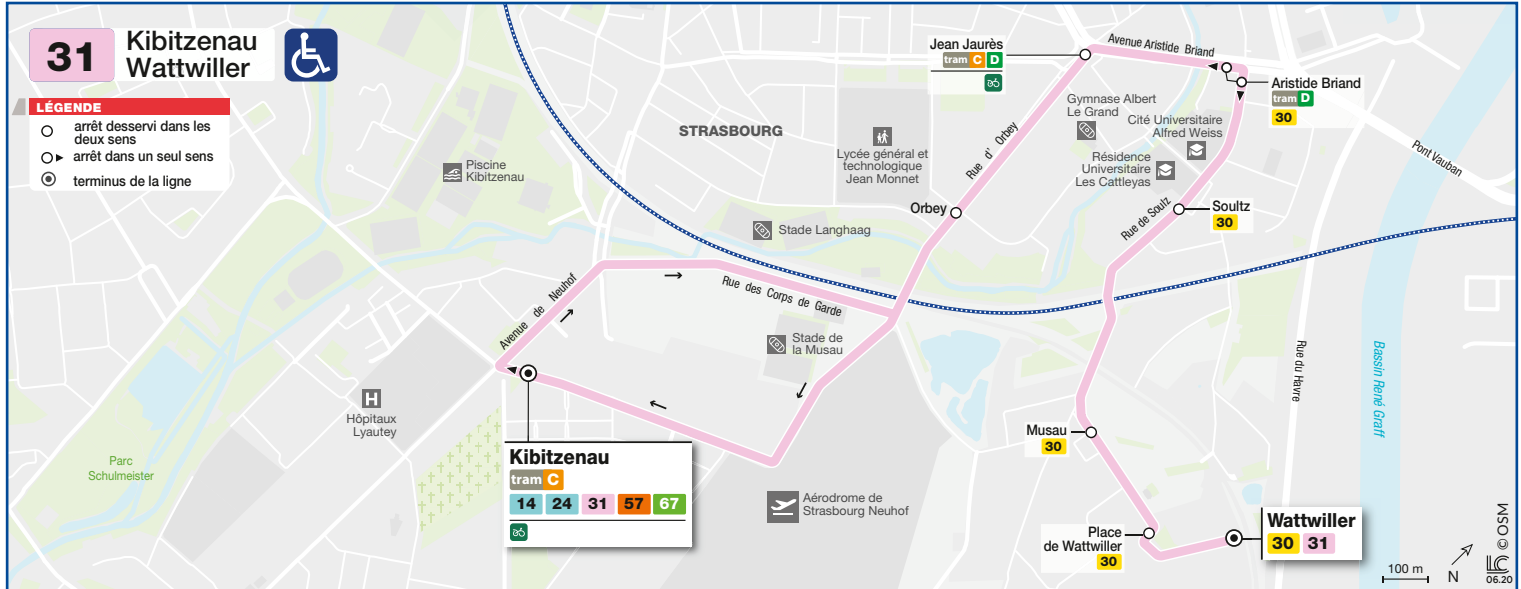 31
Kibitzenau
Wattwiller
LÉGENDE
arrêt desservi dans les
deux sens
arrêt dans un seul sens
terminus de la ligne
STRASBOURG
Piscine
Kibitzenau
Lycée général et
technologique
Jean Monnet
Stade Langhaag
Jean Jaurès
tram C D
Avenue Aristide Briand
Aristide Briand
tram D
30
Gymnase Albert
Le Grand
Cité Universitaire
Alfred Weiss
Résidence
Universitaire
Les Cattleyas
Pont Vauban
Rue d' Orbey
Orbey
Rue de Soultz
Soultz
30
Avenue de Neuhof
Rue des Corps de Garde
Stade de
la Musau
Rue du Havre
Bassin René Graff
H
Hôpitaux
Lyautey
Parc
Schulmeister
Kibitzenau
tram C
14 24 31 57 67
Aérodrome de
Strasbourg Neuhof
Musau
30
Place
de Wattwiller
30
Wattwiller
30 31
100 m
N
© OSM
LC
06.20